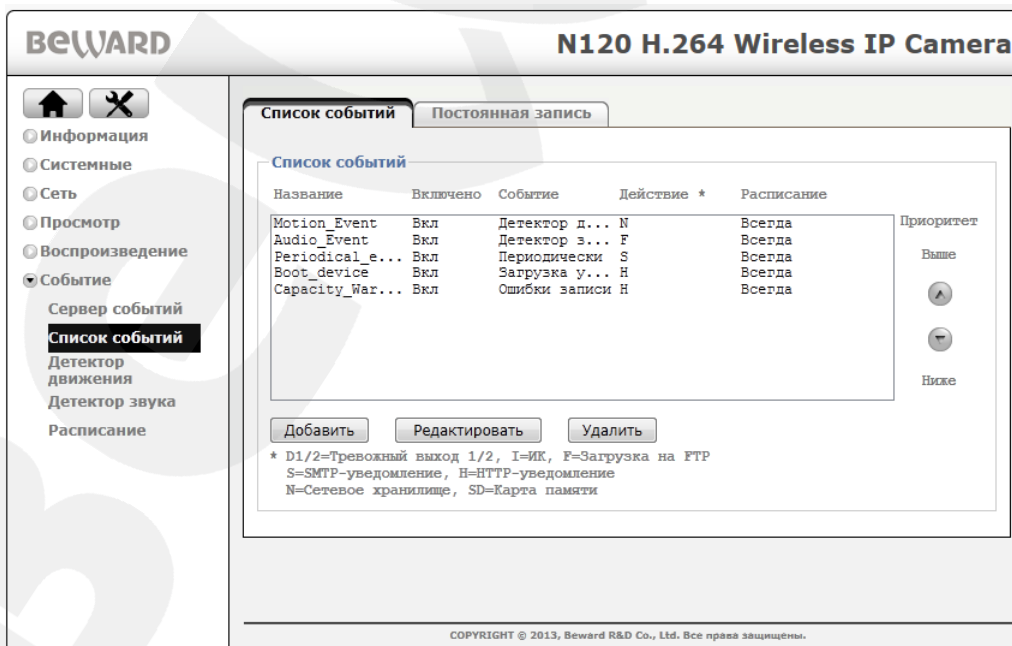 BEWARD
N120 H.264 Wireless IP Camera
Информация
Системные
Сеть
Просмотр
Воспроизведение
Событие
Сервер событий
Список событий
Детектор
движения
Детектор звука
Расписание
Список событий Постоянная запись
Список событий
Название Включено Событие Действие * Расписание
Motion_Event Вкл Детектор д... N Всегда
Audio_Event Вкл Детектор з... F Всегда
Periodical_e... Вкл Периодически S Всегда
Boot_device Вкл Загрузка у... H Всегда
Capacity_War... Вкл Ошибки записи H Всегда
Приоритет
Выше
Ниже
Добавить Редактировать Удалить
* D1/2=Тревожный выход 1/2, I=ИК, F=Загрузка на FTP
S=SMTP-уведомление, H=HTTP-уведомление
N=Сетевое хранилище, SD=Карта памяти
COPYRIGHT © 2013, Beward R&D Co., Ltd. Все права защищены.